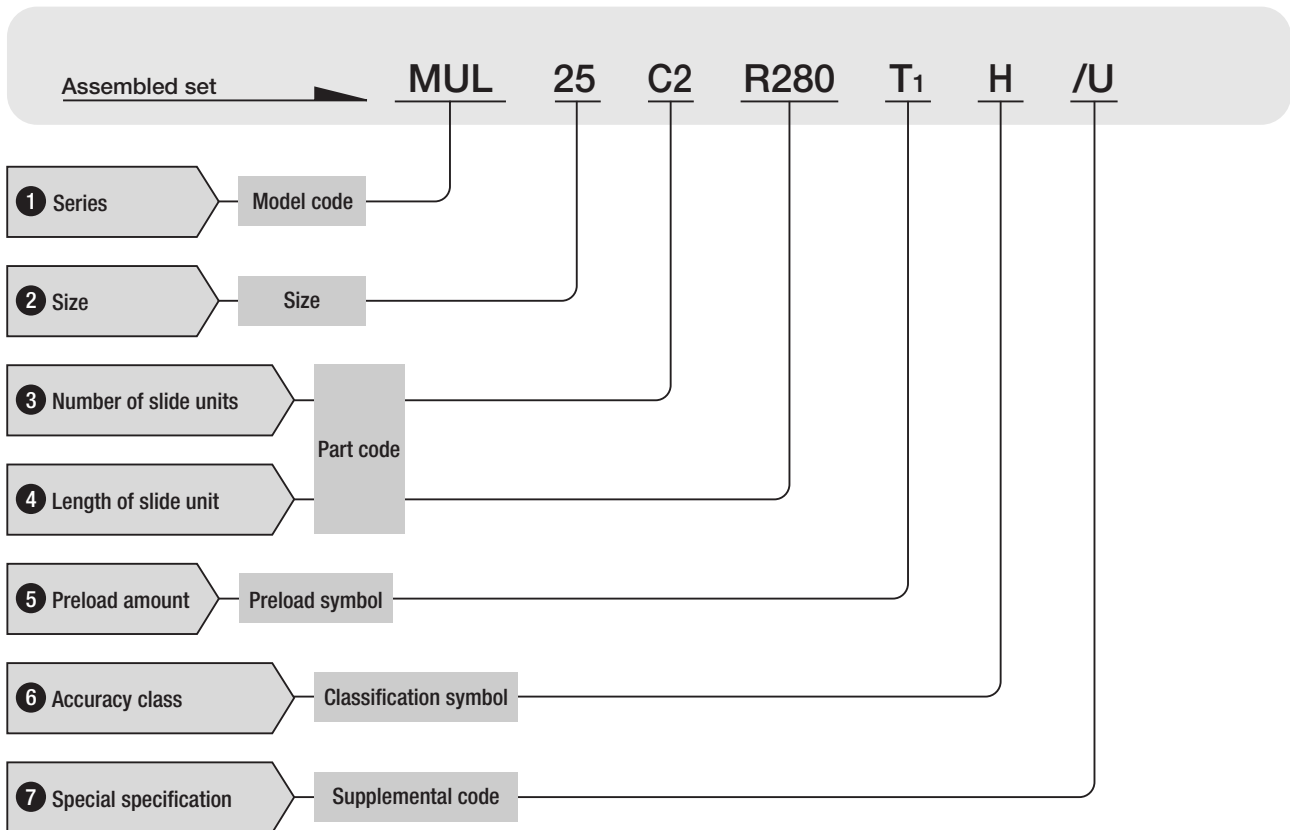 Assembled set MUL 25 C2 R280 T1 H /U
1 Series Model code
2 Size Size
3 Number of slide units
Part code
4 Length of slide unit
5 Preload amount Preload symbol
6 Accuracy class Classification symbol
7 Special specification Supplemental code